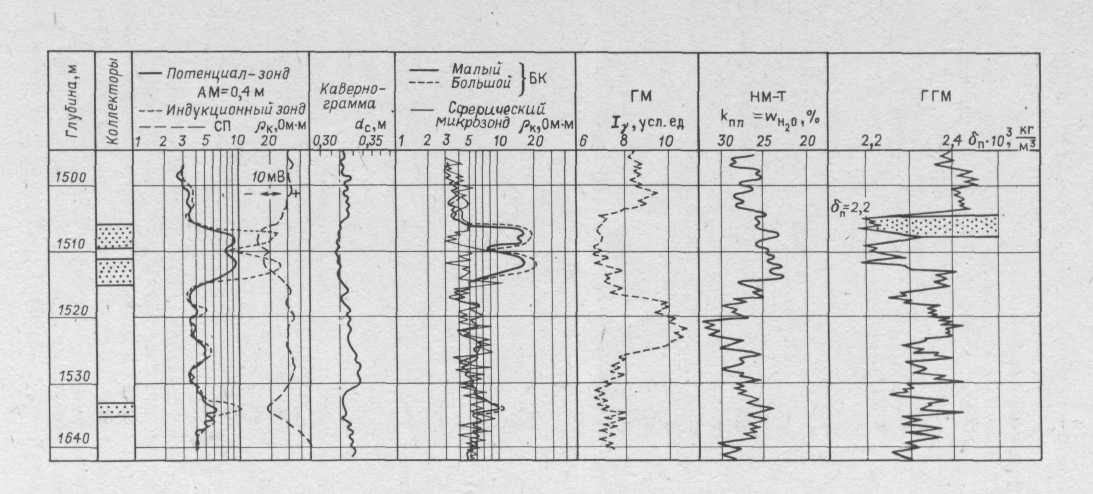 Глубина, м
Коллекторы
Потенциал-зонд
AM=0,4 м
Индукционный зонд
СП ρк, Ом·м
1 2 3 5 10 20
10 мВ
- +
Каверно-
грамма
dс, м
0,30 0,35
Малый
Большой
БК
Сферический
микрозонд ρк, Ом·м
1 2 3 5 10 20
ГМ
Iγ, усл. ед
6 8 10
НМ-Т
kпп = wH₂O, %
30 25 20
ГГМ
2,2 2,4 δп·10³, кг/м³
δп=2,2
1500
1510
1520
1530
1640